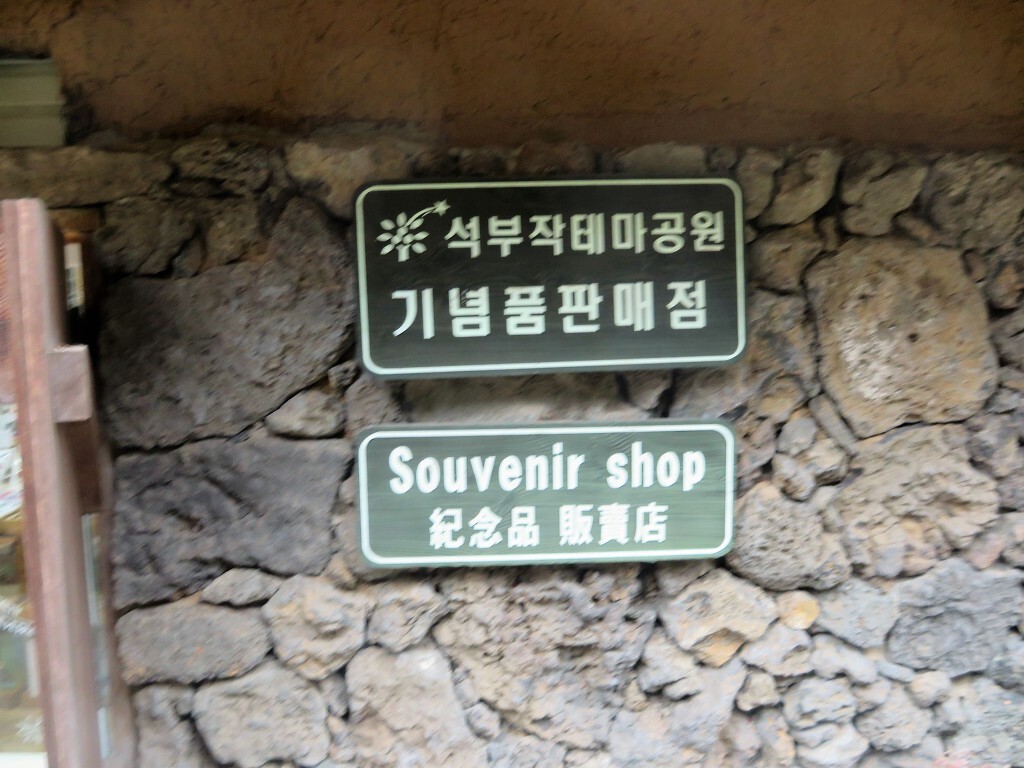 석부작테마공원
기념품판매점
Souvenir shop
紀念品 販賣店